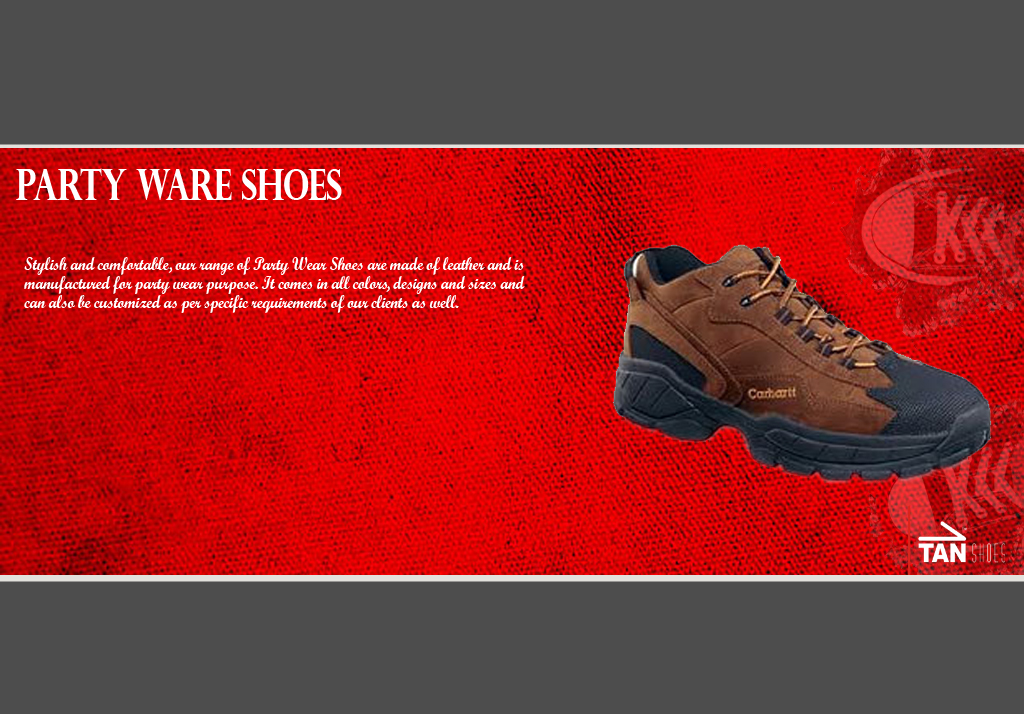 PARTY WARE SHOES
Stylish and comfortable, our range of Party Wear Shoes are made of leather and is
manufactured for party wear purpose. It comes in all colors, designs and sizes and
can also be customized as per specific requirements of our clients as well.
Carhartt
TAN SHOES